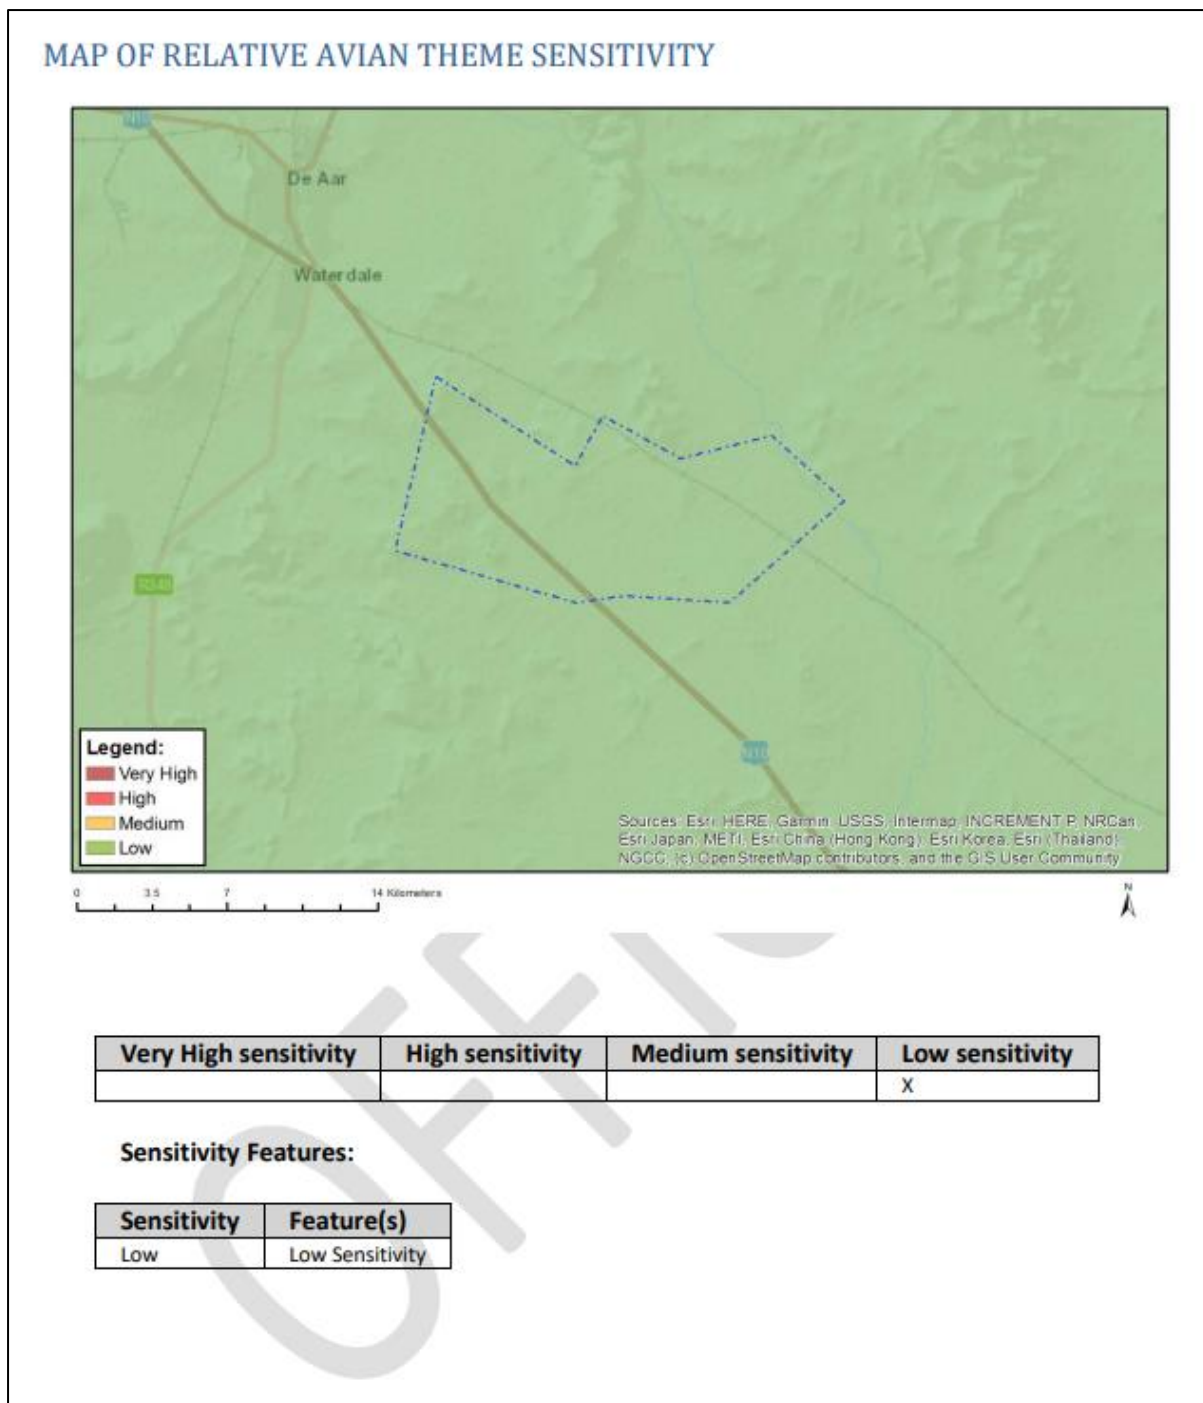 MAP OF RELATIVE AVIAN THEME SENSITIVITY
N10
De Aar
Waterdale
R348
N10
Legend:
Very High
High
Medium
Low
Sources: Esri, HERE, Garmin, USGS, Intermap, INCREMENT P, NRCan,
Esri Japan, METI, Esri China (Hong Kong), Esri Korea, Esri (Thailand),
NGCC, (c) OpenStreetMap contributors, and the GIS User Community
0 3.5 7 14 Kilometers
N
Very High sensitivity High sensitivity Medium sensitivity Low sensitivity
X
Sensitivity Features:
Sensitivity Feature(s)
Low Low Sensitivity